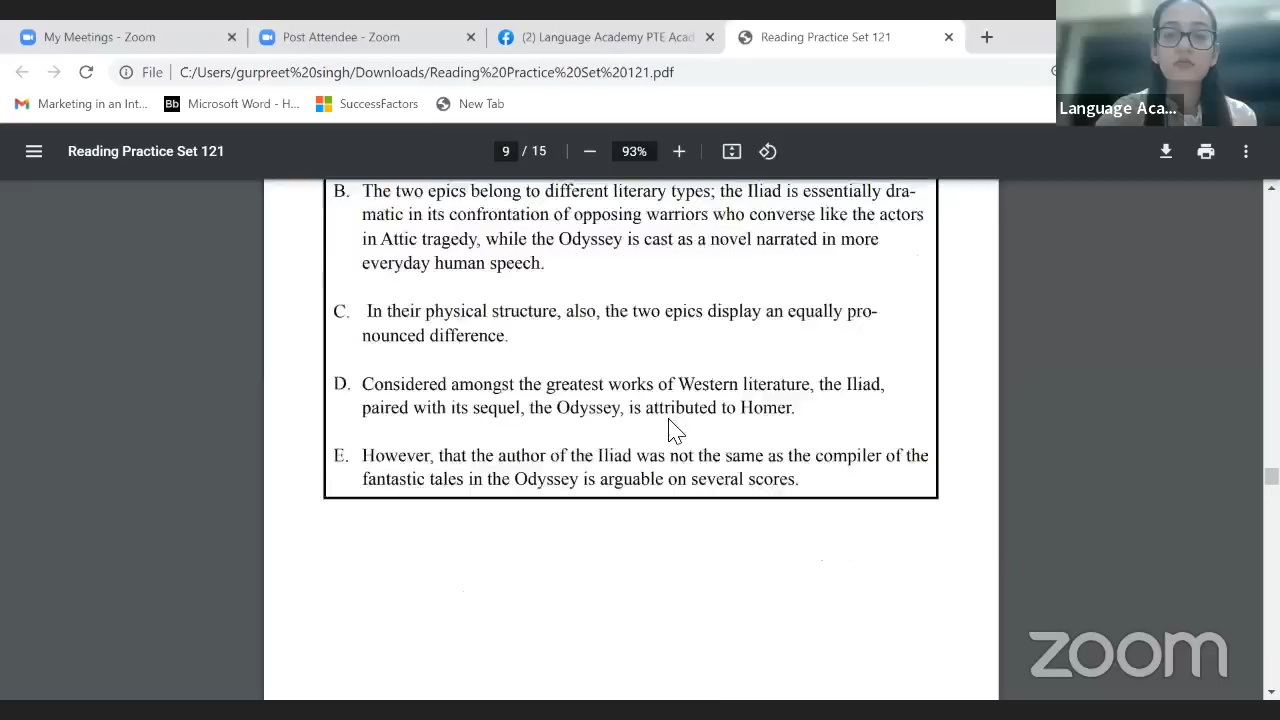 My Meetings - Zoom
Post Attendee - Zoom
(2) Language Academy PTE Acad
Reading Practice Set 121
File
C:/Users/gurpreet%20singh/Downloads/Reading%20Practice%20Set%20121.pdf
Marketing in an Int...
Bb Microsoft Word - H...
SuccessFactors
New Tab
Language Aca...
Reading Practice Set 121
9 / 15
93%
B. The two epics belong to different literary types; the Iliad is essentially dra-
matic in its confrontation of opposing warriors who converse like the actors
in Attic tragedy, while the Odyssey is cast as a novel narrated in more
everyday human speech.
C. In their physical structure, also, the two epics display an equally pro-
nounced difference.
D. Considered amongst the greatest works of Western literature, the Iliad,
paired with its sequel, the Odyssey, is attributed to Homer.
E. However, that the author of the Iliad was not the same as the compiler of the
fantastic tales in the Odyssey is arguable on several scores.
zoom